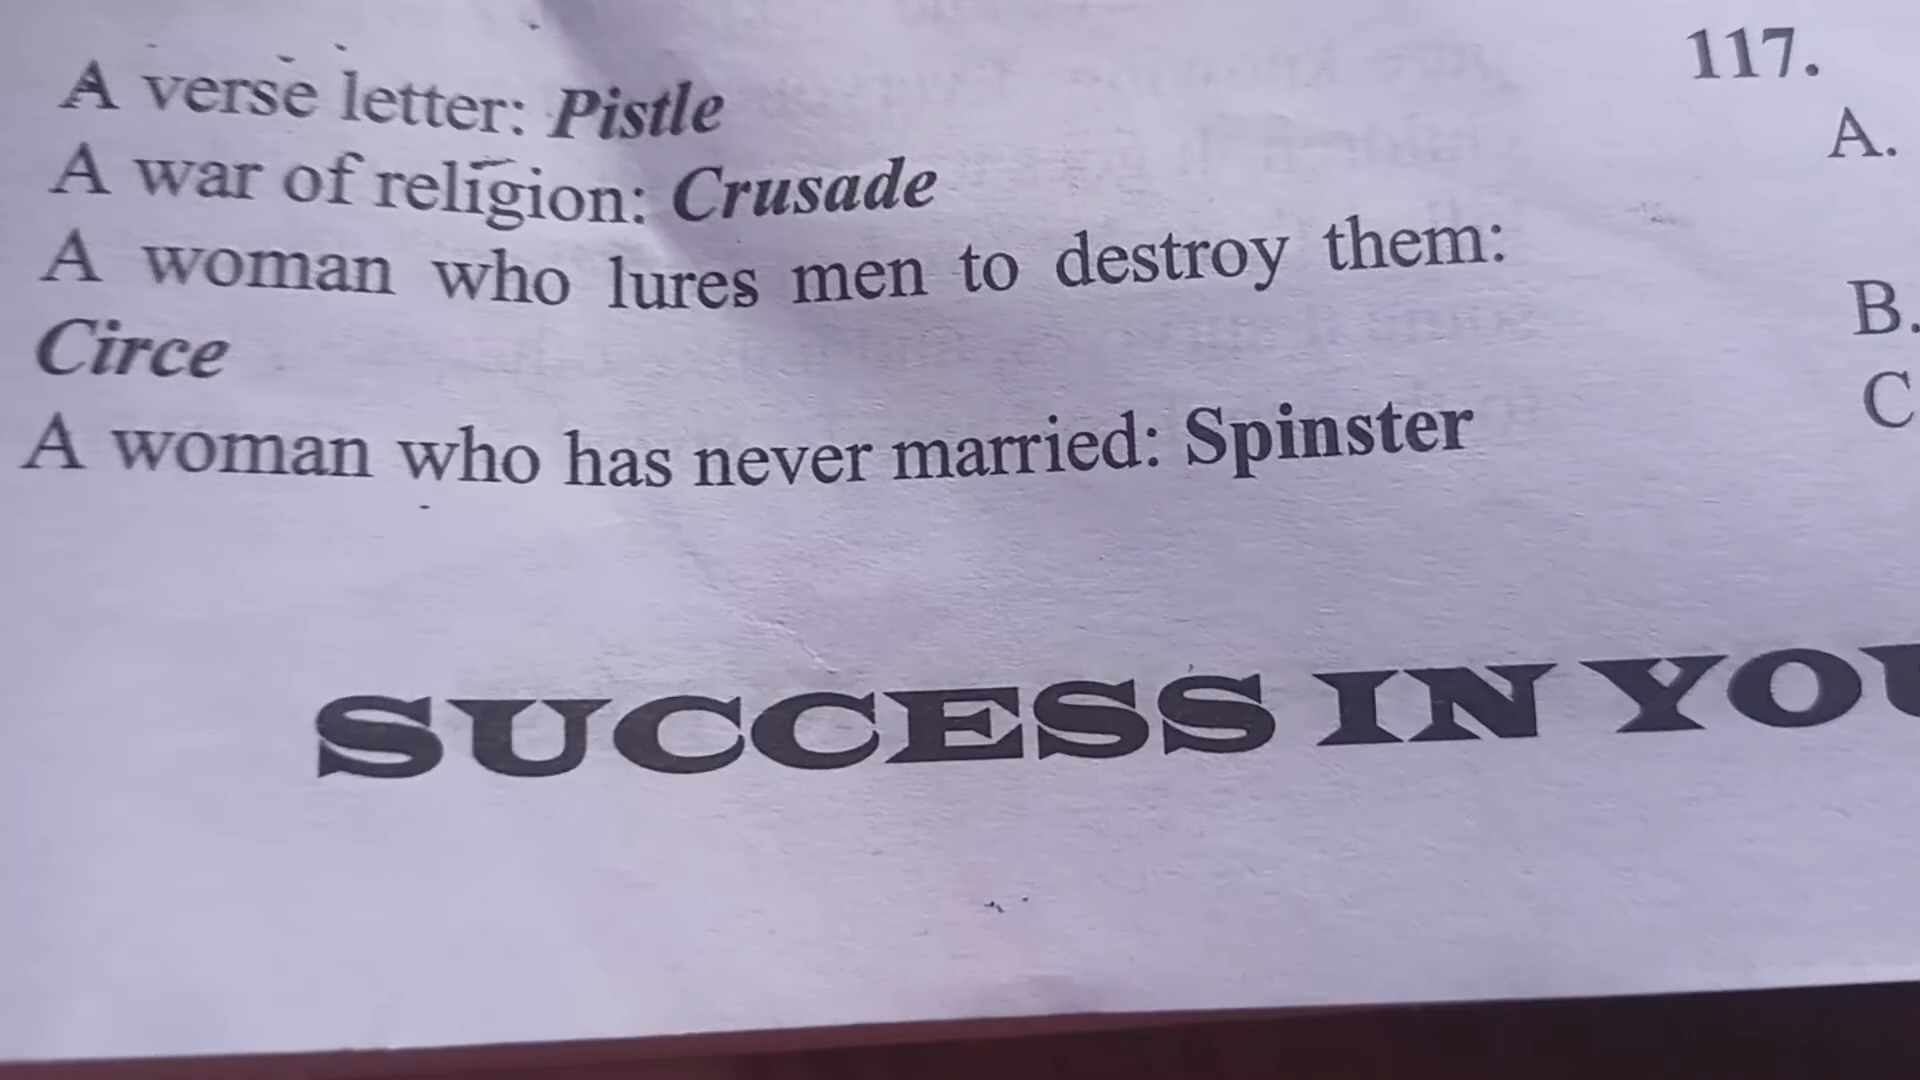 A verse letter: Pistle
A war of religion: Crusade
A woman who lures men to destroy them:
Circe
A woman who has never married: Spinster
117.
A.
B.
C
SUCCESS IN YOU